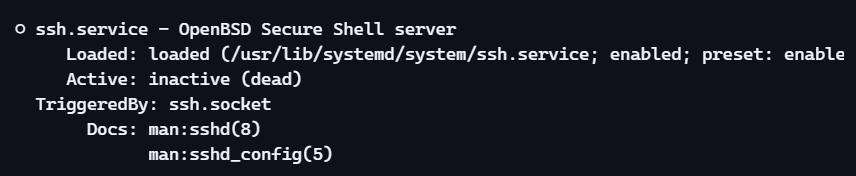 ○ ssh.service - OpenBSD Secure Shell server
Loaded: loaded (/usr/lib/systemd/system/ssh.service; enabled; preset: enable
Active: inactive (dead)
TriggeredBy: ssh.socket
Docs: man:sshd(8)
man:sshd_config(5)